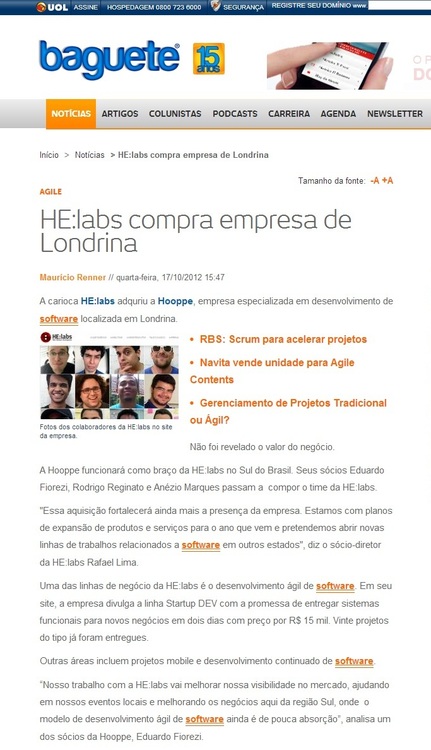 UOL ASSINE HOSPEDAGEM 0800 723 6000 SEGURANÇA REGISTRE SEU DOMÍNIO www.
baguete 15 anos
NOTÍCIAS ARTIGOS COLUNISTAS PODCASTS CARREIRA AGENDA NEWSLETTER
Início > Notícias > HE:labs compra empresa de Londrina
Tamanho da fonte: -A +A
AGILE
HE:labs compra empresa de
Londrina
Maurício Renner // quarta-feira, 17/10/2012 15:47
A carioca HE:labs adquriu a Hooppe, empresa especializada em desenvolvimento de
software localizada em Londrina.
HE:labs
Fotos dos colaboradores da HE:labs no site
da empresa.
• RBS: Scrum para acelerar projetos
• Navita vende unidade para Agile
Contents
• Gerenciamento de Projetos Tradicional
ou Ágil?
Não foi revelado o valor do negócio.
A Hooppe funcionará como braço da HE:labs no Sul do Brasil. Seus sócios Eduardo
Fiorezi, Rodrigo Reginato e Anézio Marques passam a compor o time da HE:labs.
"Essa aquisição fortalecerá ainda mais a presença da empresa. Estamos com planos
de expansão de produtos e serviços para o ano que vem e pretendemos abrir novas
linhas de trabalhos relacionados a software em outros estados", diz o sócio-diretor
da HE:labs Rafael Lima.
Uma das linhas de negócio da HE:labs é o desenvolvimento ágil de software. Em seu
site, a empresa divulga a linha Startup DEV com a promessa de entregar sistemas
funcionais para novos negócios em dois dias com preço por R$ 15 mil. Vinte projetos
do tipo já foram entregues.
Outras áreas incluem projetos mobile e desenvolvimento continuado de software.
"Nosso trabalho com a HE:labs vai melhorar nossa visibilidade no mercado, ajudando
em nossos eventos locais e melhorando os negócios aqui da região Sul, onde o
modelo de desenvolvimento ágil de software ainda é de pouca absorção", analisa um
dos sócios da Hooppe, Eduardo Fiorezi.